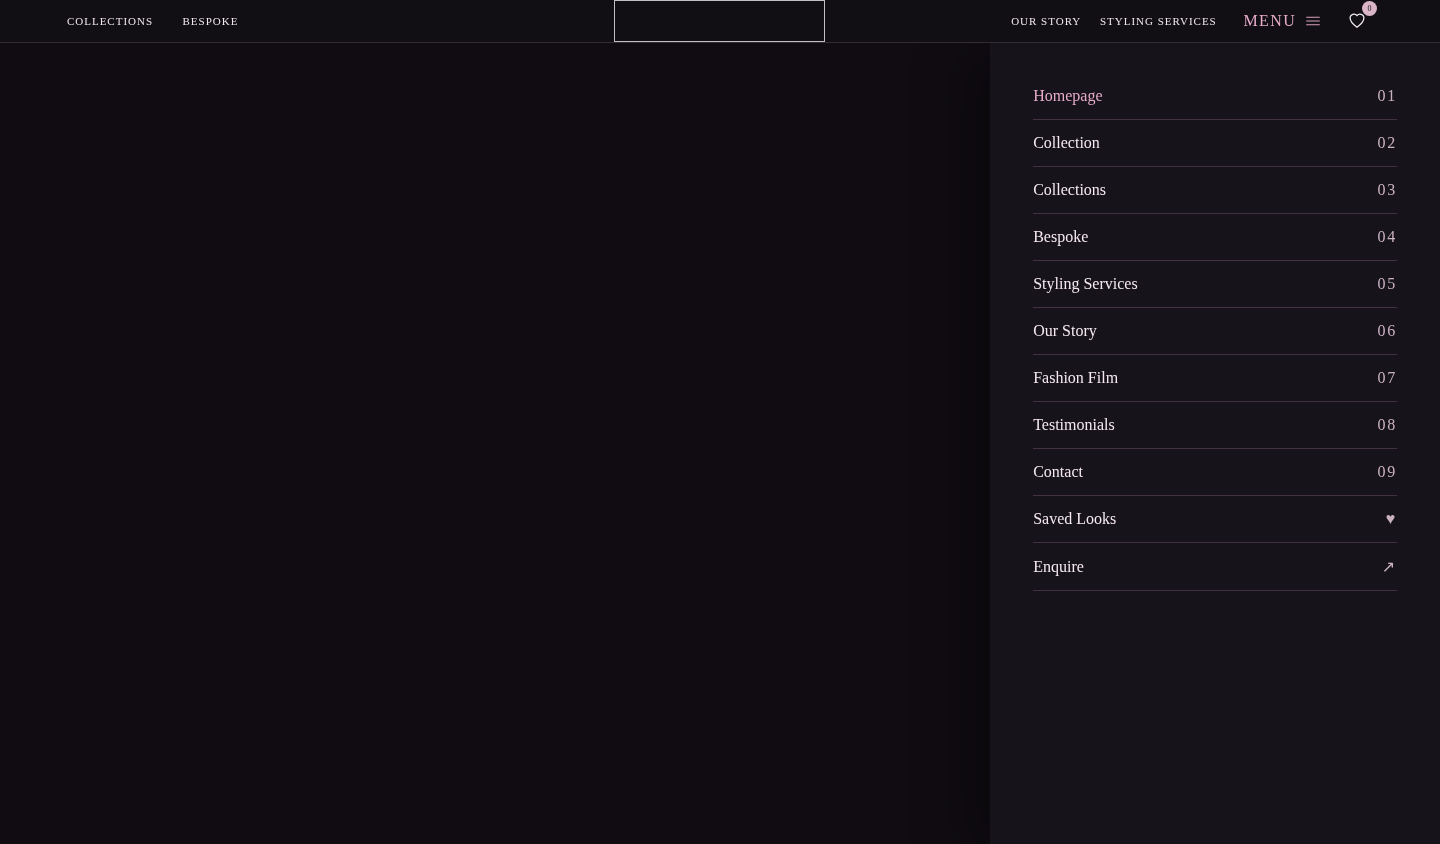 COLLECTIONS BESPOKE OUR STORY STYLING SERVICES MENU 0
Homepage 01
Collection 02
Collections 03
Bespoke 04
Styling Services 05
Our Story 06
Fashion Film 07
Testimonials 08
Contact 09
Saved Looks ♥
Enquire ↗